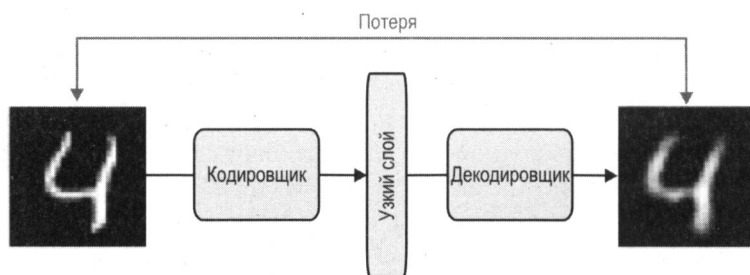 Потеря
Кодировщик
Узкий слой
Декодировщик